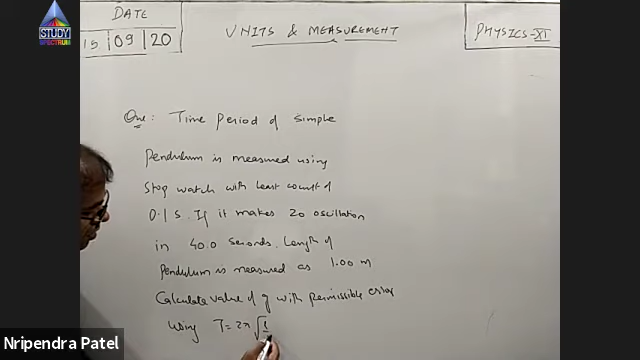 DATE
15 09 20
UNITS & MEASUREMENT
PHYSICS-XI
STUDY
SPECTRUM
Que: Time Period of simple
pendulum is measured using
stop watch with least count of
0.1 s. If it makes 20 oscillation
in 40.0 seconds. Length of
pendulum is measured as 1.00 m
Calculate value of g with permissible error
using T = 2π √l
Nripendra Patel